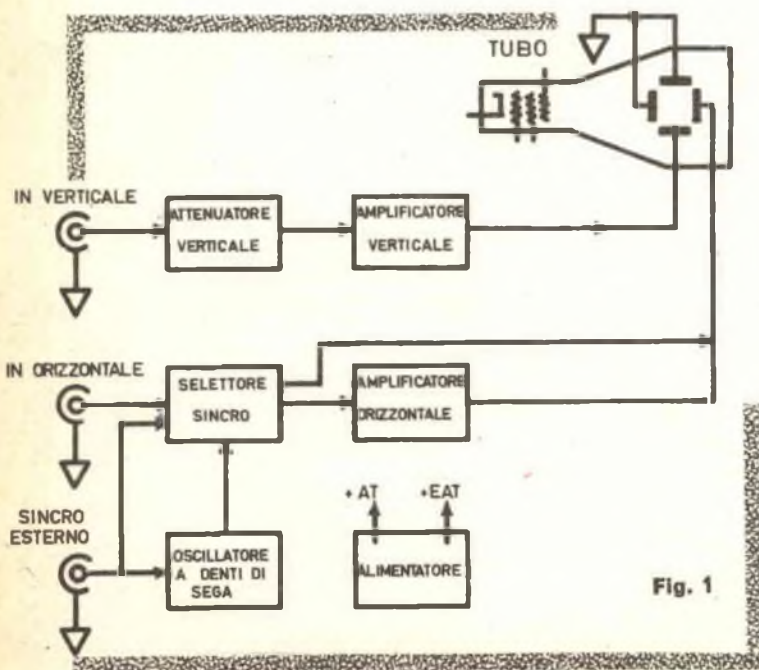 TUBO
IN VERTICALE
ATTENUATORE
VERTICALE
AMPLIFICATORE
VERTICALE
IN ORIZZONTALE
SELETTORE
SINCRO
AMPLIFICATORE
ORIZZONTALE
SINCRO
ESTERNO
OSCILLATORE
A DENTI DI
SEGA
+AT
+EAT
ALIMENTATORE
Fig. 1